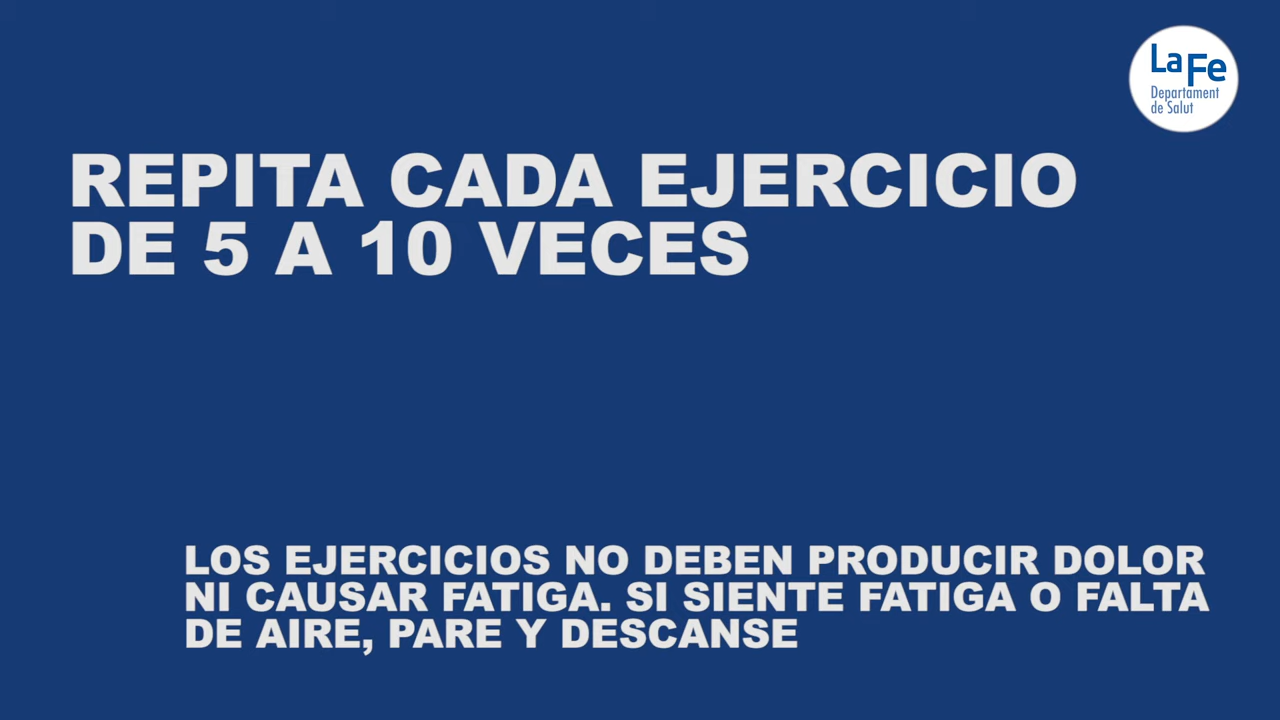 La Fe
Departament
de Salut
REPITA CADA EJERCICIO
DE 5 A 10 VECES
LOS EJERCICIOS NO DEBEN PRODUCIR DOLOR
NI CAUSAR FATIGA. SI SIENTE FATIGA O FALTA
DE AIRE, PARE Y DESCANSE